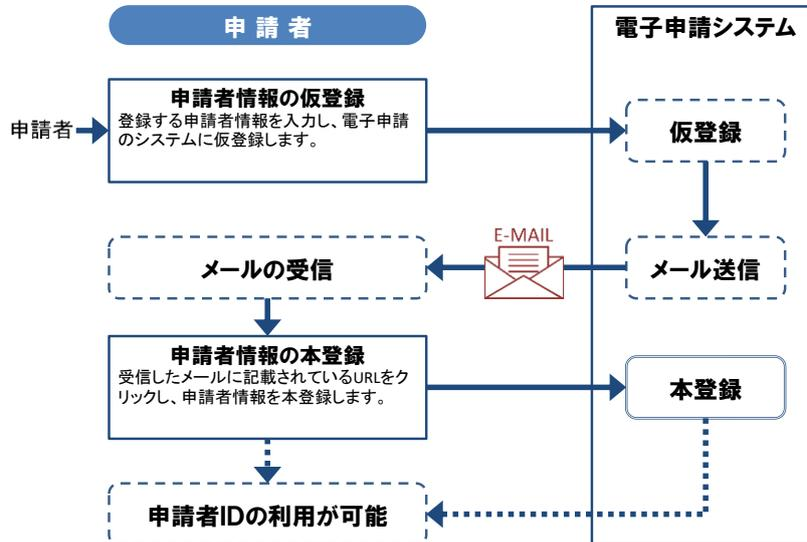 申請者
電子申請システム
申請者
申請者情報の仮登録
登録する申請者情報を入力し、電子申請
のシステムに仮登録します。
仮登録
E-MAIL
メールの受信
メール送信
申請者情報の本登録
受信したメールに記載されているURLをク
リックし、申請者情報を本登録します。
本登録
申請者IDの利用が可能